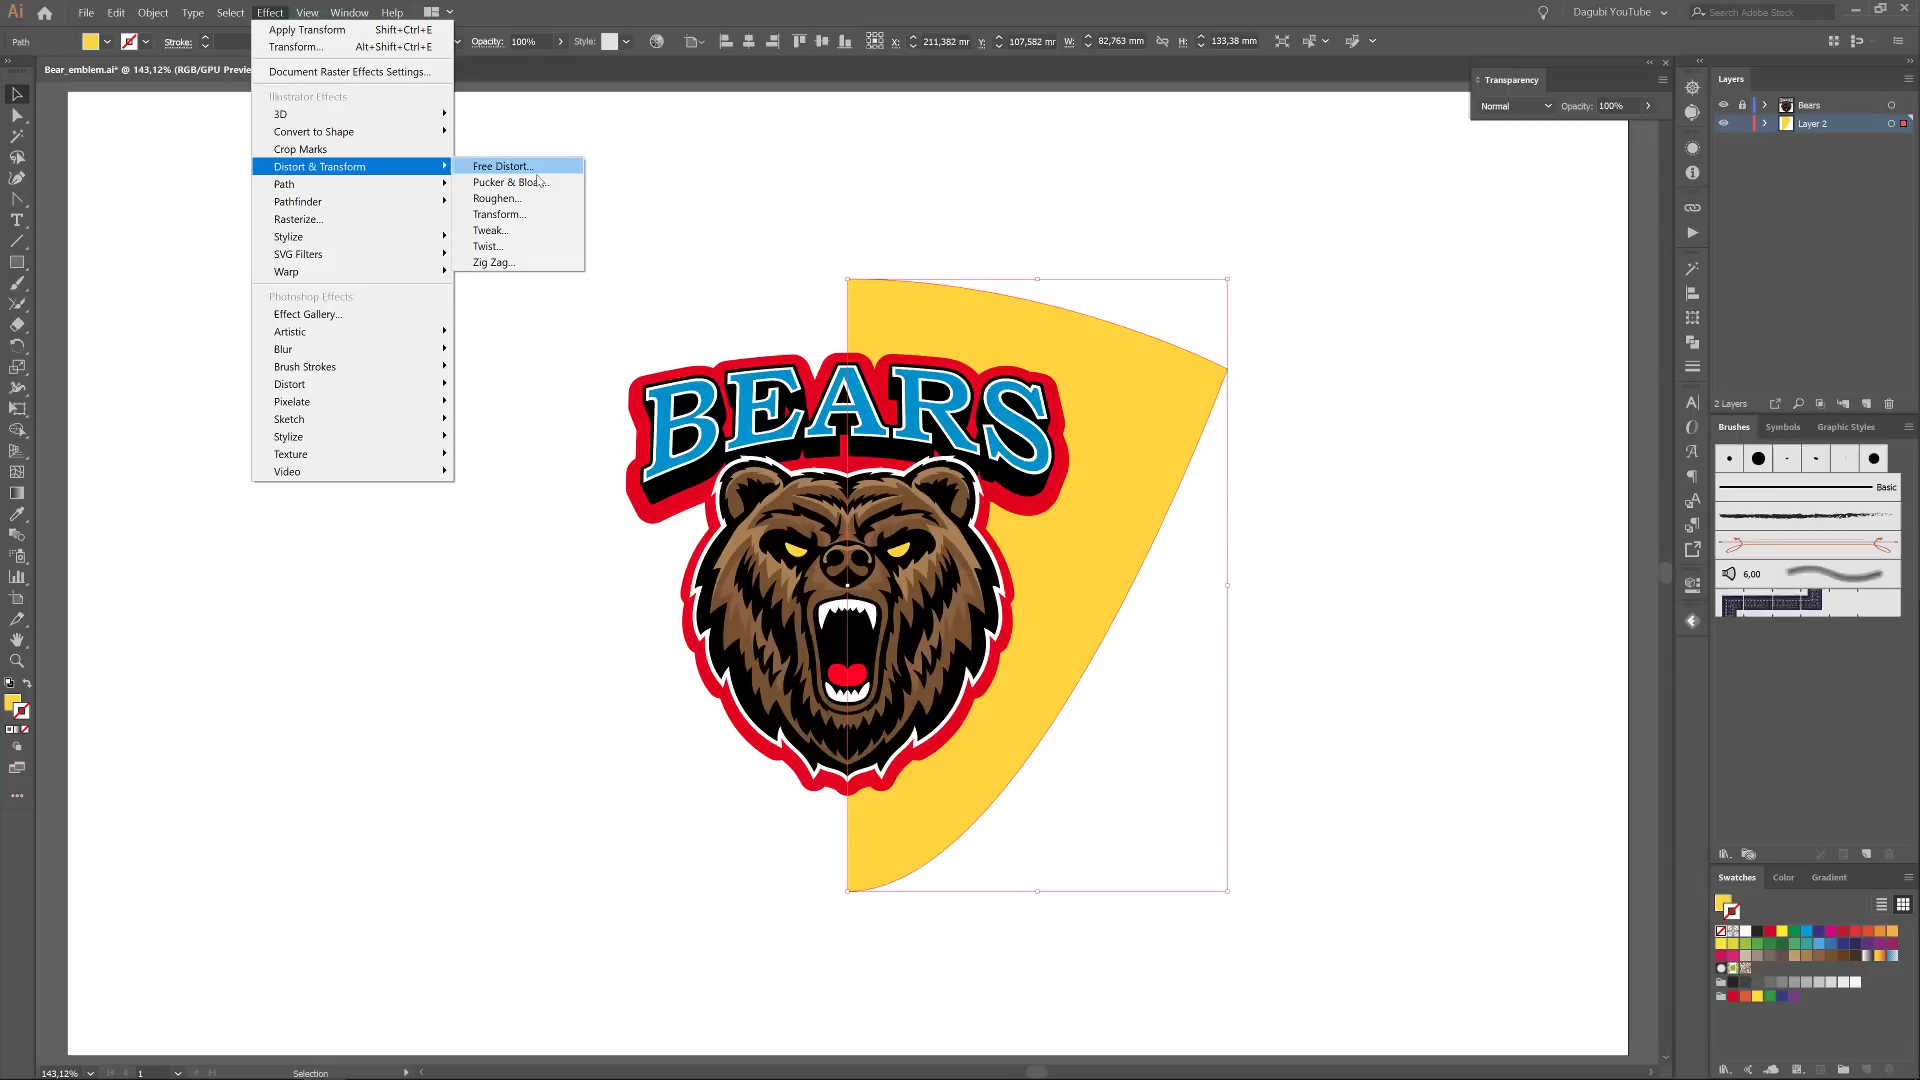 Ai File Edit Object Type Select Effect View Window Help
Dagubi YouTube
Search Adobe Stock
Path
Stroke:
Opacity: 100%
Style:
X: 211,382 mr
Y: 107,582 mr
W: 82,763 mm
H: 133,38 mm
Bear_emblem.ai* @ 143,12% (RGB/GPU Previe
Apply Transform Shift+Ctrl+E
Transform... Alt+Shift+Ctrl+E
Document Raster Effects Settings...
Illustrator Effects
3D
Convert to Shape
Crop Marks
Distort & Transform
Path
Pathfinder
Rasterize...
Stylize
SVG Filters
Warp
Photoshop Effects
Effect Gallery...
Artistic
Blur
Brush Strokes
Distort
Pixelate
Sketch
Stylize
Texture
Video
Free Distort...
Pucker & Bloa...
Roughen...
Transform...
Tweak...
Twist...
Zig Zag...
BEARS
Transparency
Normal
Opacity: 100%
Layers
Bears
Layer 2
2 Layers
Brushes Symbols Graphic Styles
Basic
6,00
Swatches Color Gradient
143,12%
1
Selection